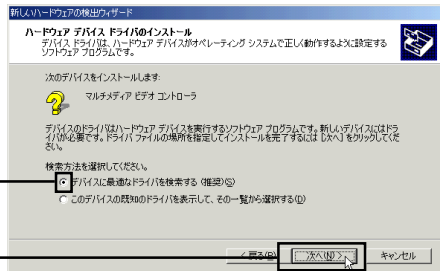 新しいハードウェアの検出ウィザード
ハードウェア デバイス ドライバのインストール
デバイス ドライバは、ハードウェア デバイスがオペレーティング システムで正しく動作するように設定する
ソフトウェア プログラムです。
次のデバイスをインストールします:
マルチメディア ビデオ コントローラ
デバイスのドライバはハードウェア デバイスを実行するソフトウェア プログラムです。新しいデバイスにはドラ
イバが必要です。ドライバ ファイルの場所を指定してインストールを完了するには [次へ] をクリックしてくだ
さい。
検索方法を選択してください。
デバイスに最適なドライバを検索する (推奨)(S)
このデバイスの既知のドライバを表示して、その一覧から選択する(D)
< 戻る(B) 次へ(N) > キャンセル